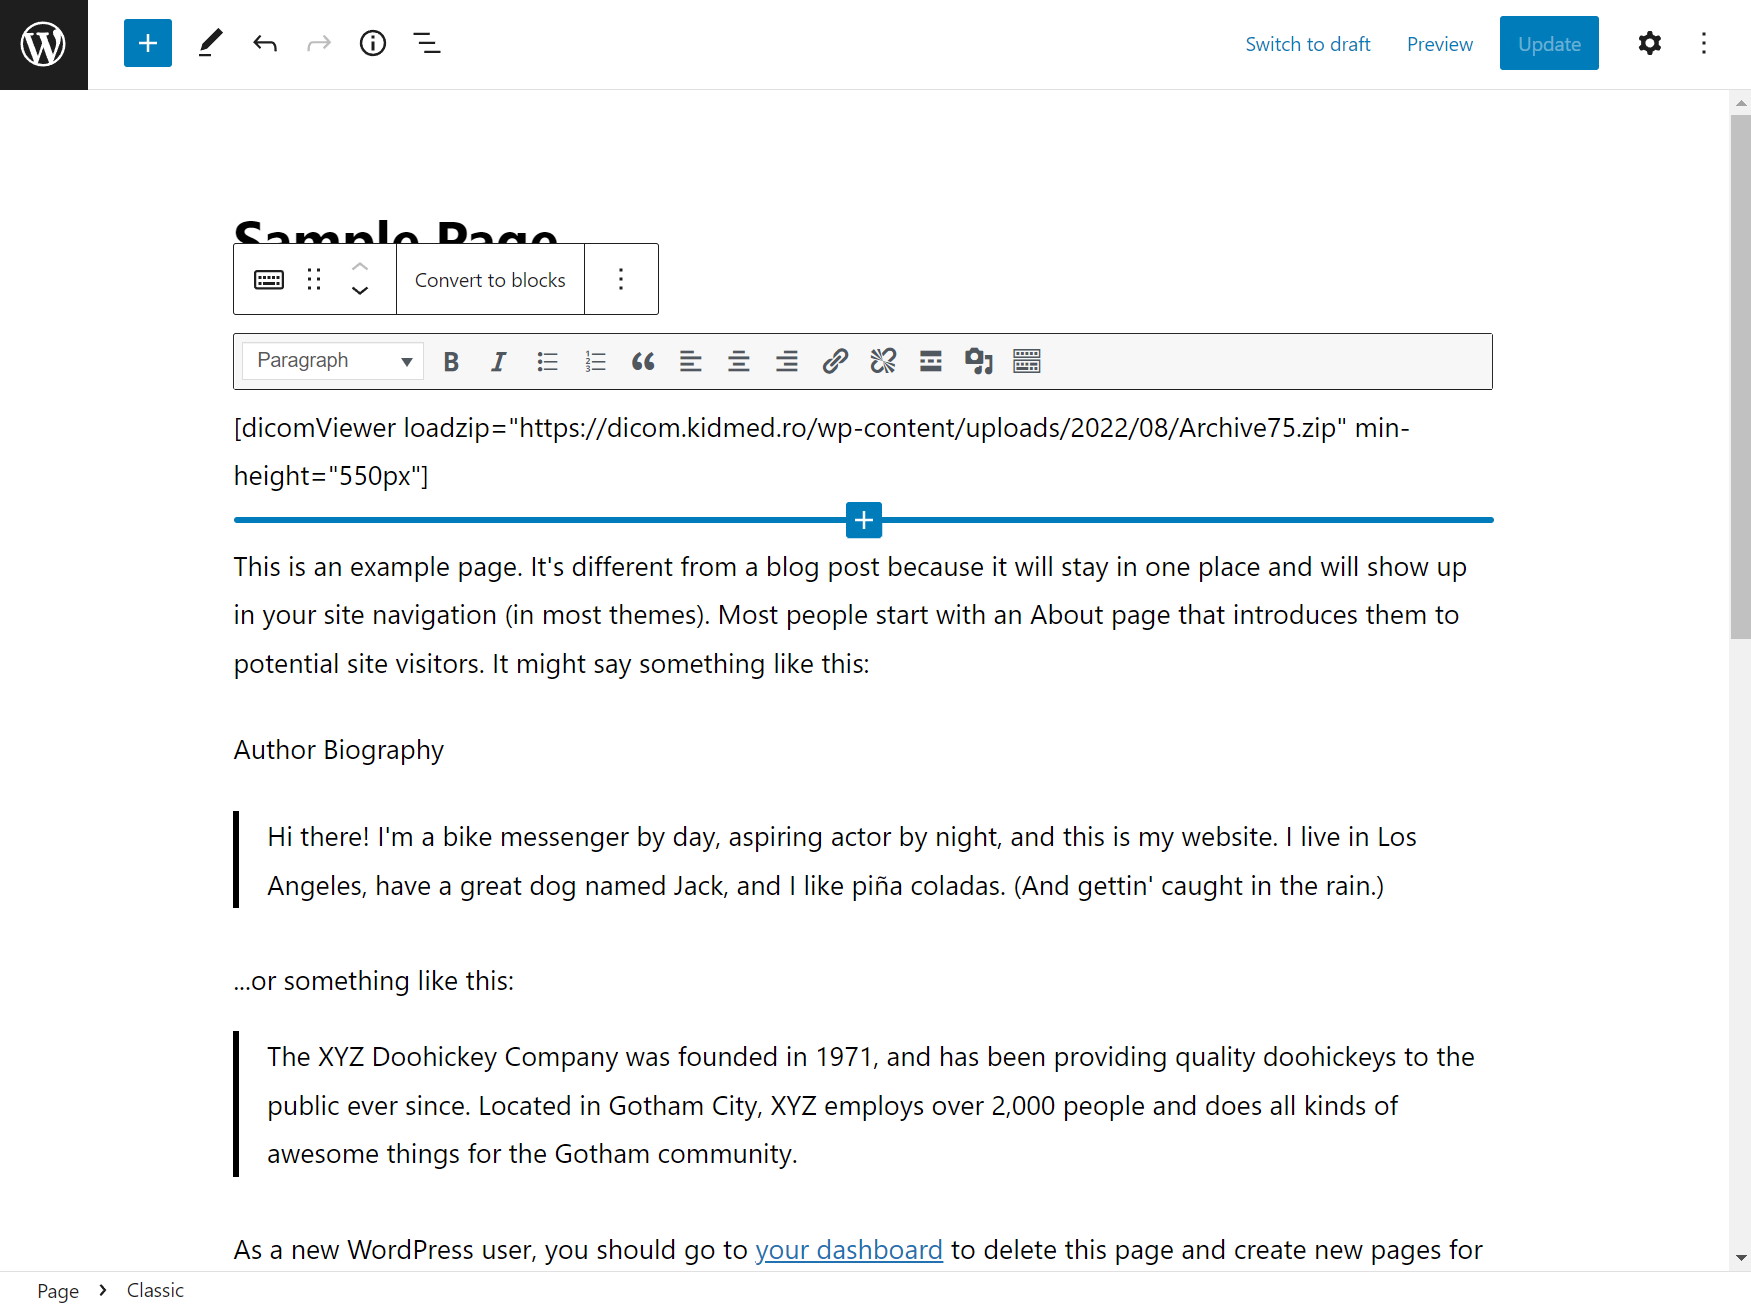 Switch to draft Preview Update
Sample Page
Convert to blocks
Paragraph
[dicomViewer loadzip="https://dicom.kidmed.ro/wp-content/uploads/2022/08/Archive75.zip" min-
height="550px"]
This is an example page. It's different from a blog post because it will stay in one place and will show up
in your site navigation (in most themes). Most people start with an About page that introduces them to
potential site visitors. It might say something like this:
Author Biography
Hi there! I'm a bike messenger by day, aspiring actor by night, and this is my website. I live in Los
Angeles, have a great dog named Jack, and I like piña coladas. (And gettin' caught in the rain.)
...or something like this:
The XYZ Doohickey Company was founded in 1971, and has been providing quality doohickeys to the
public ever since. Located in Gotham City, XYZ employs over 2,000 people and does all kinds of
awesome things for the Gotham community.
As a new WordPress user, you should go to your dashboard to delete this page and create new pages for
Page > Classic